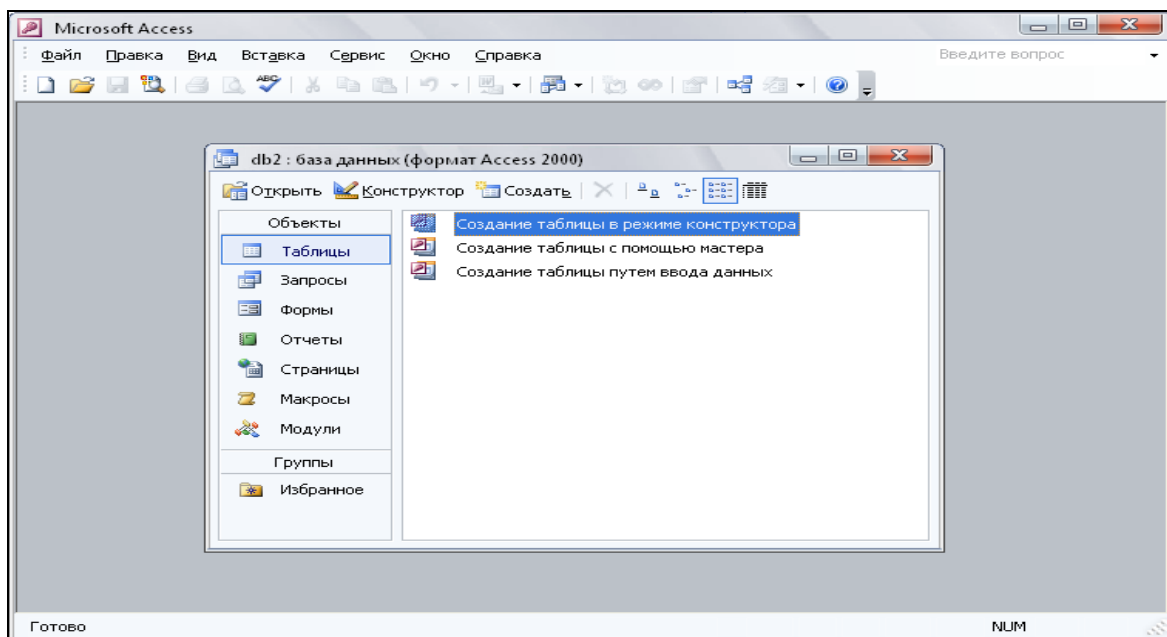 Microsoft Access
Файл Правка Вид Вставка Сервис Окно Справка Введите вопрос
ABC
db2 : база данных (формат Access 2000)
Открыть Конструктор Создать
Объекты
Таблицы
Запросы
Формы
Отчеты
Страницы
Макросы
Модули
Группы
Избранное
Создание таблицы в режиме конструктора
Создание таблицы с помощью мастера
Создание таблицы путем ввода данных
Готово NUM